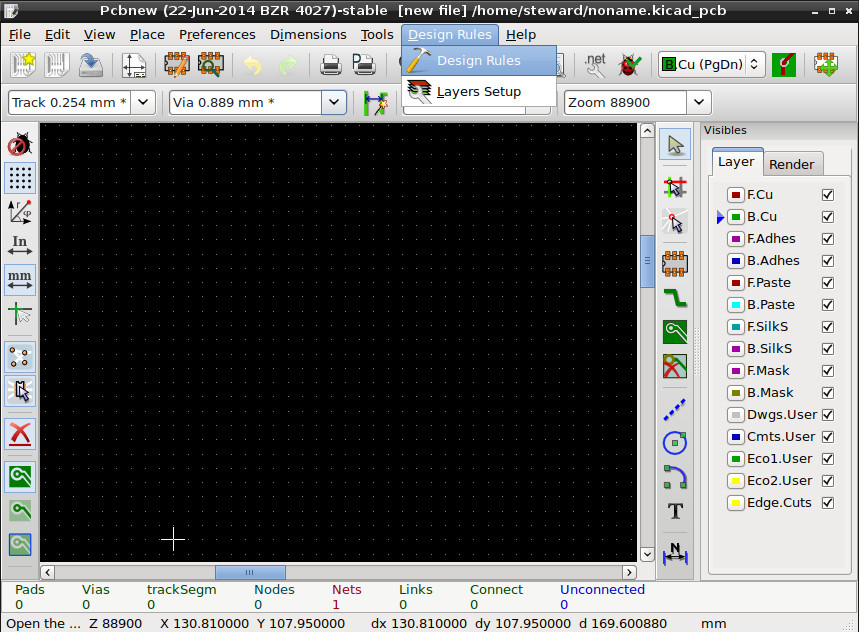 Pcbnew (22-Jun-2014 BZR 4027)-stable [new file] /home/steward/noname.kicad_pcb
File Edit View Place Preferences Dimensions Tools Design Rules Help
Design Rules
.net
B.Cu (PgDn)
Layers Setup
Track 0.254 mm *
Via 0.889 mm *
Zoom 88900
Visibles
Layer Render
F.Cu
B.Cu
F.Adhes
B.Adhes
F.Paste
B.Paste
F.SilkS
B.SilkS
F.Mask
B.Mask
Dwgs.User
Cmts.User
Eco1.User
Eco2.User
Edge.Cuts
In
mm
T
N
Pads Vias trackSegm Nodes Nets Links Connect Unconnected
0 0 0 0 1 0 0 0
Open the ... Z 88900 X 130.810000 Y 107.950000 dx 130.810000 dy 107.950000 d 169.600880 mm